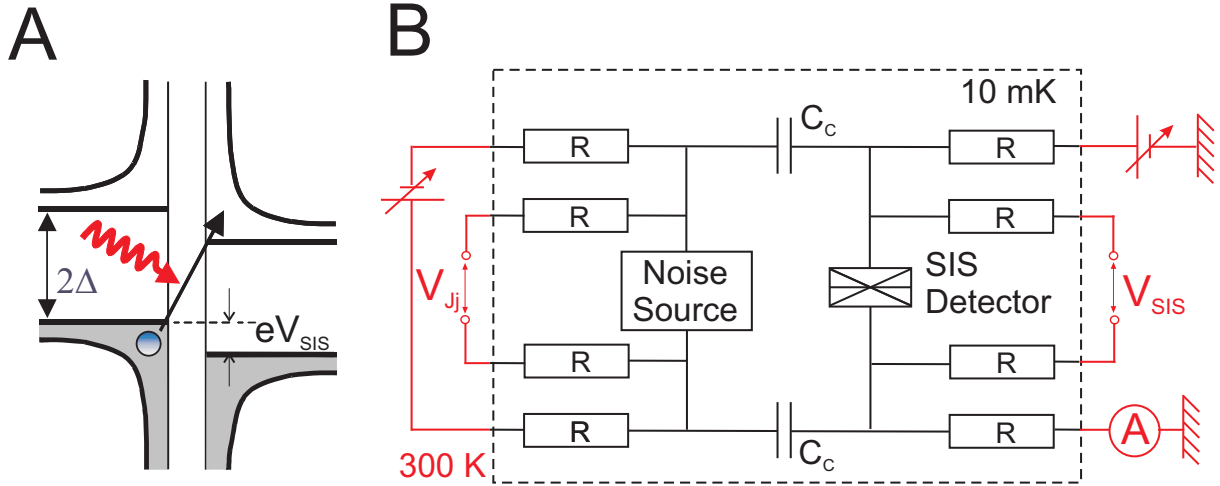 A
2Δ
eV_SIS
B
10 mK
C_C
R
R
R
R
V_Jj
Noise
Source
SIS
Detector
V_SIS
R
R
R
R
C_C
A
300 K